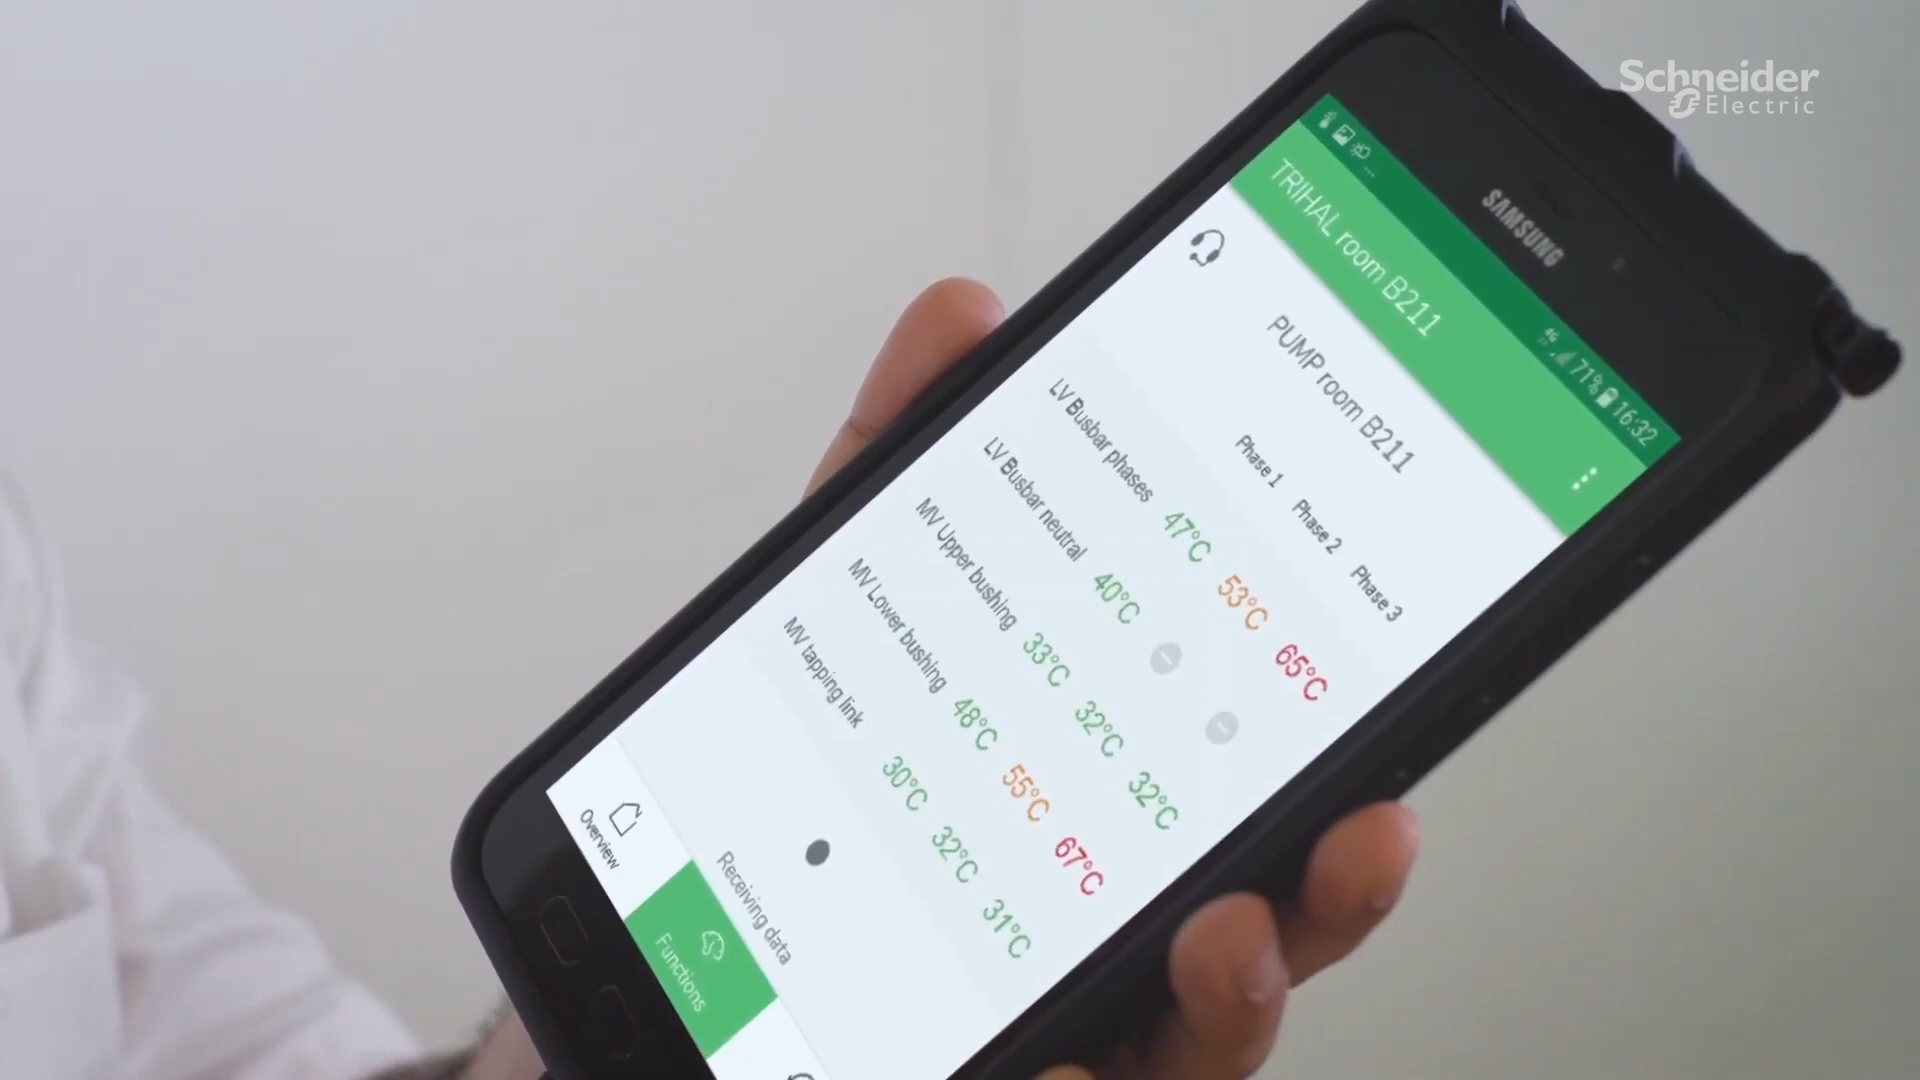 Schneider
Electric
SAMSUNG
4G 71% 16:32
TRIHAL room B211
PUMP room B211
Phase 1 Phase 2 Phase 3
LV Busbar phases 47°C 53°C 65°C
LV Busbar neutral 40°C
MV Upper bushing 33°C 32°C 32°C
MV Lower bushing 48°C 55°C 67°C
MV tapping link 30°C 32°C 31°C
Receiving data
Overview
Functions